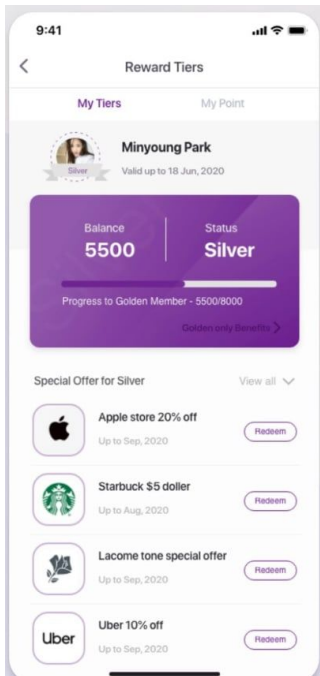 9:41
Reward Tiers
My Tiers
My Point
Silver
Minyoung Park
Valid up to 18 Jun, 2020
Balance
5500
Status
Silver
Progress to Golden Member - 5500/8000
Golden only Benefits
Special Offer for Silver
View all
Apple store 20% off
Up to Sep, 2020
Redeem
Starbuck $5 doller
Up to Aug, 2020
Redeem
Lacome tone special offer
Up to Sep, 2020
Redeem
Uber
Uber 10% off
Up to Sep, 2020
Redeem